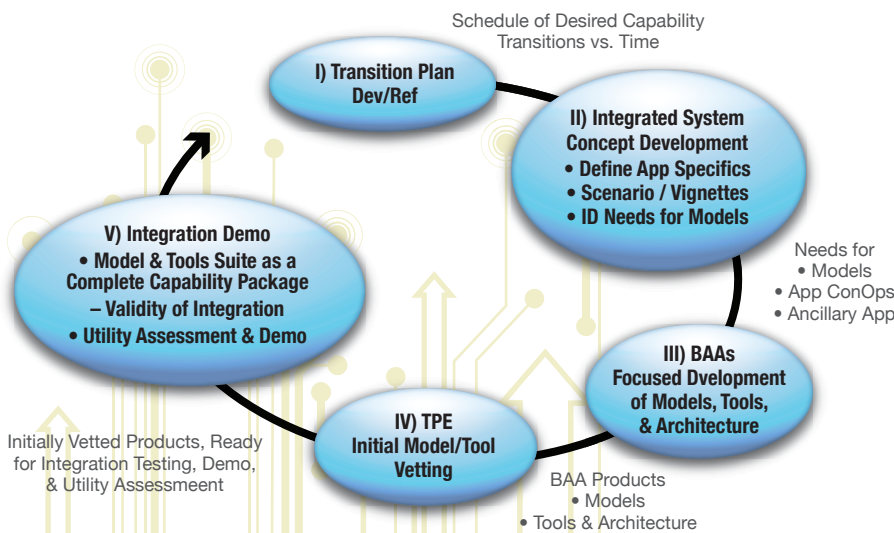 Schedule of Desired Capability
Transitions vs. Time
I) Transition Plan
Dev/Ref
II) Integrated System
Concept Development
• Define App Specifics
• Scenario / Vignettes
• ID Needs for Models
Needs for
• Models
• App ConOps
• Ancillary App
III) BAAs
Focused Dvelopment
of Models, Tools,
& Architecture
BAA Products
• Models
• Tools & Architecture
IV) TPE
Initial Model/Tool
Vetting
Initially Vetted Products, Ready
for Integration Testing, Demo,
& Utility Assessmeent
V) Integration Demo
• Model & Tools Suite as a
Complete Capability Package
– Validity of Integration
• Utility Assessment & Demo